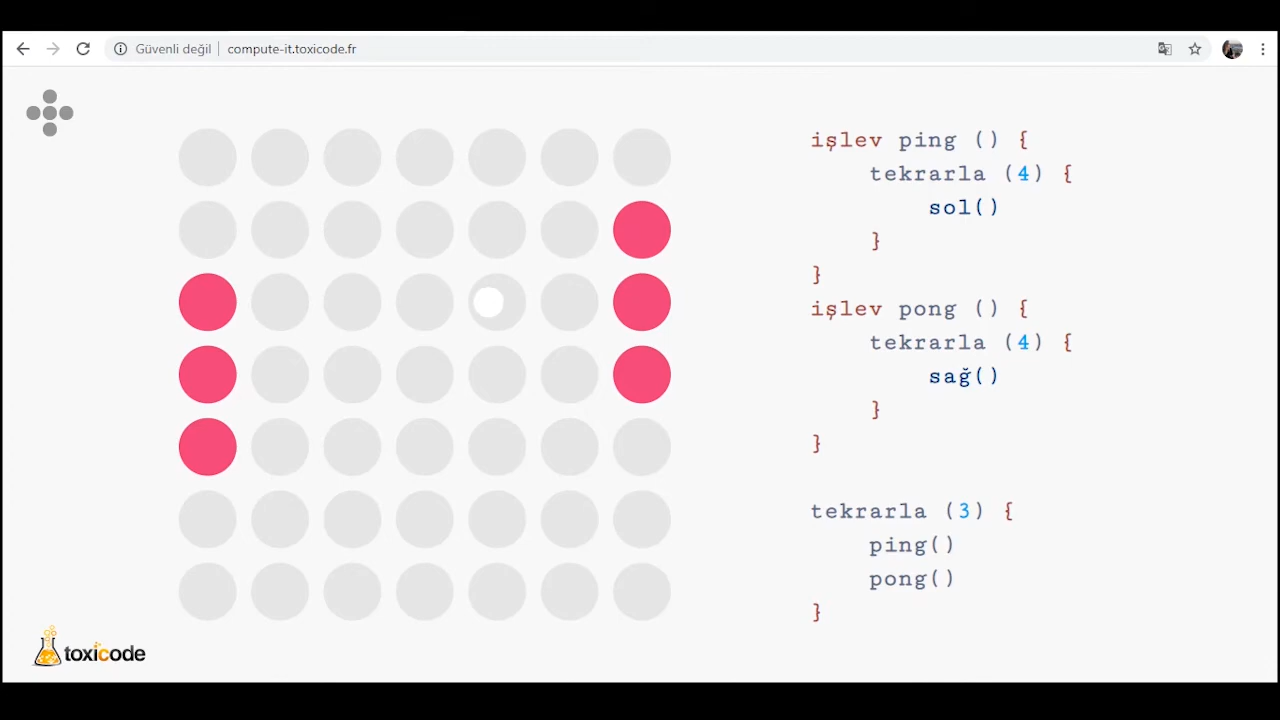 Güvenli değil compute-it.toxicode.fr
işlev ping () {
tekrarla (4) {
sol()
}
}
işlev pong () {
tekrarla (4) {
sağ()
}
}
tekrarla (3) {
ping()
pong()
}
toxicode